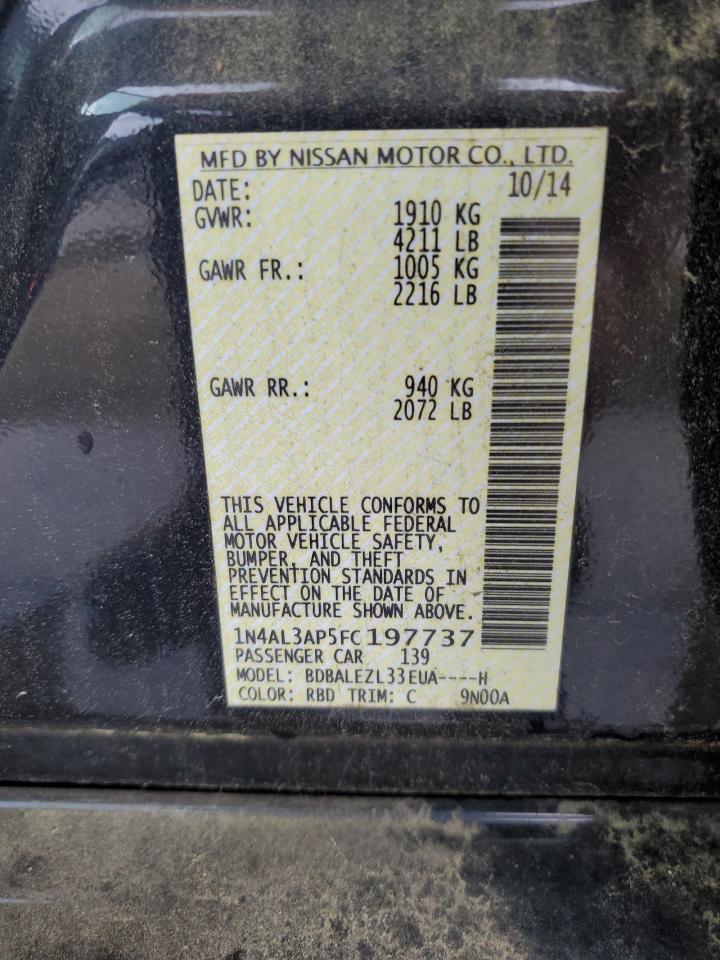 MFD BY NISSAN MOTOR CO., LTD.
DATE: 10/14
GVWR: 1910 KG
4211 LB
GAWR FR.: 1005 KG
2216 LB
GAWR RR.: 940 KG
2072 LB
THIS VEHICLE CONFORMS TO
ALL APPLICABLE FEDERAL
MOTOR VEHICLE SAFETY,
BUMPER, AND THEFT
PREVENTION STANDARDS IN
EFFECT ON THE DATE OF
MANUFACTURE SHOWN ABOVE.
1N4AL3AP5FC197737
PASSENGER CAR 139
MODEL: BDBALEZL33EUA----H
COLOR: RBD TRIM: C 9N00A